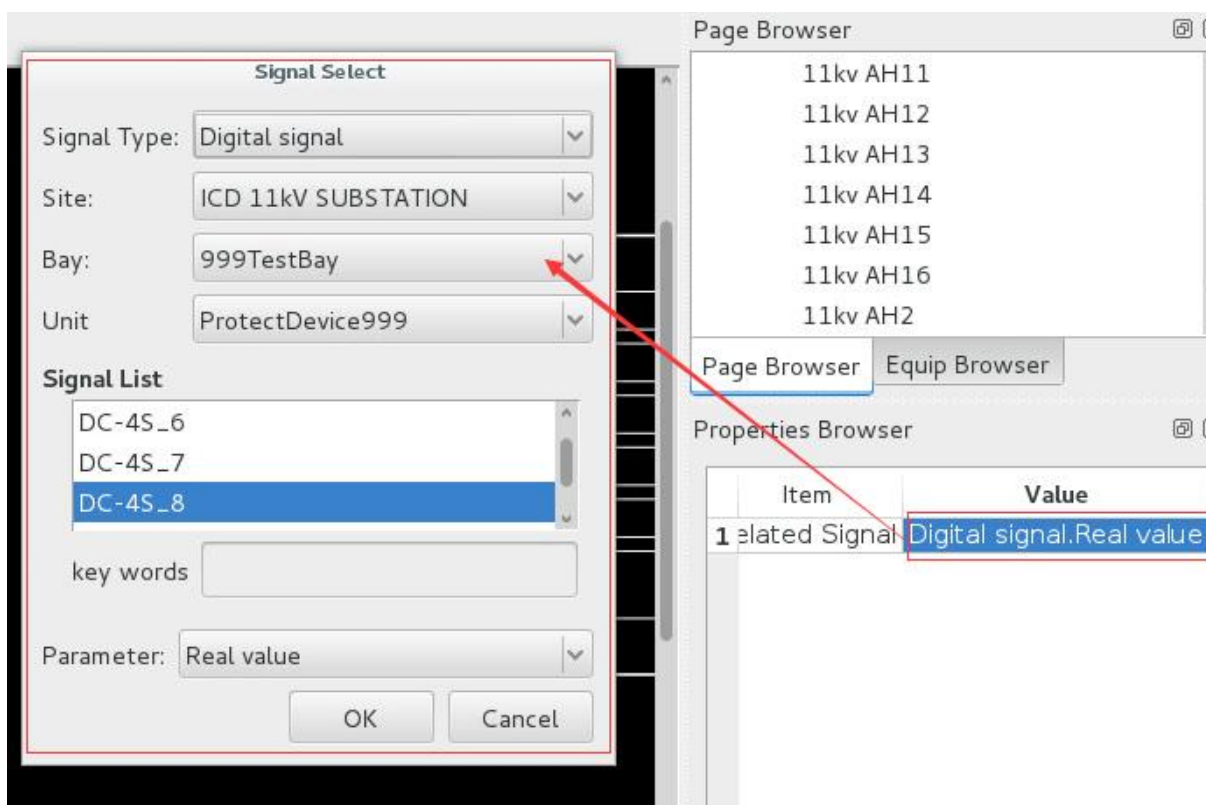 Signal Select
Signal Type: Digital signal
Site: ICD 11kV SUBSTATION
Bay: 999TestBay
Unit ProtectDevice999
Signal List
DC-4S_6
DC-4S_7
DC-4S_8
key words
Parameter: Real value
OK Cancel
Page Browser
11kv AH11
11kv AH12
11kv AH13
11kv AH14
11kv AH15
11kv AH16
11kv AH2
Page Browser Equip Browser
Properties Browser
Item Value
1 elated Signal Digital signal.Real value